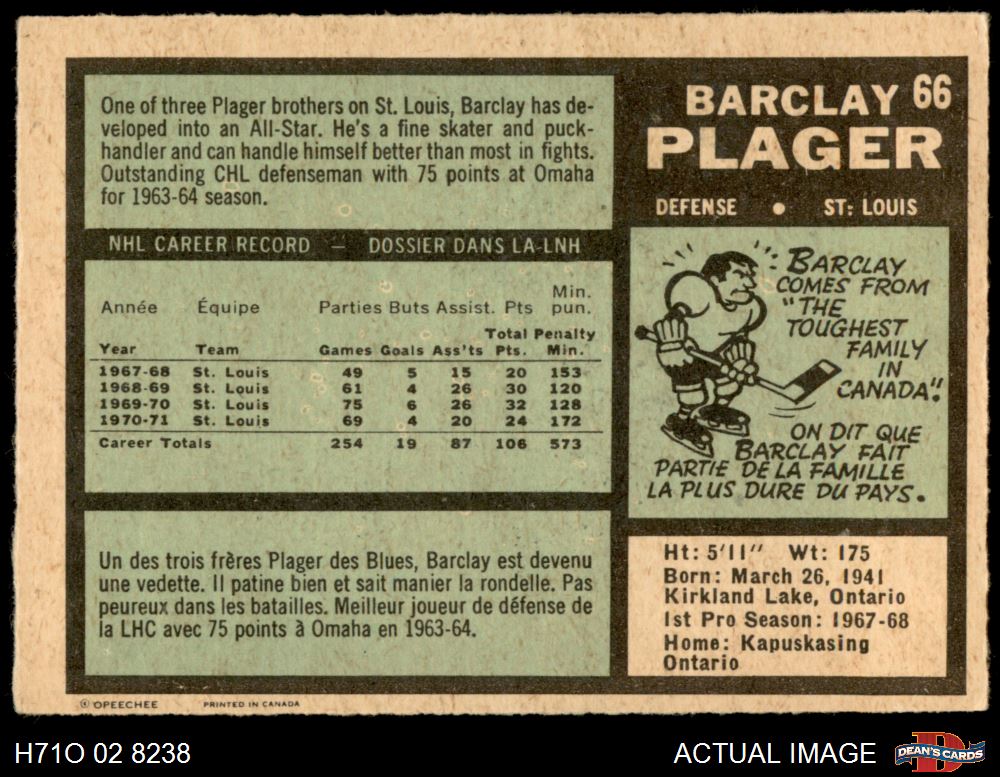 One of three Plager brothers on St. Louis, Barclay has de-
veloped into an All-Star. He's a fine skater and puck-
handler and can handle himself better than most in fights.
Outstanding CHL defenseman with 75 points at Omaha
for 1963-64 season.
NHL CAREER RECORD — DOSSIER DANS LA-LNH
Min.
Année Équipe Parties Buts Assist. Pts pun.
Total Penalty
Year Team Games Goals Ass'ts Pts. Min.
1967-68 St. Louis 49 5 15 20 153
1968-69 St. Louis 61 4 26 30 120
1969-70 St. Louis 75 6 26 32 128
1970-71 St. Louis 69 4 20 24 172
Career Totals 254 19 87 106 573
Un des trois frères Plager des Blues, Barclay est devenu
une vedette. Il patine bien et sait manier la rondelle. Pas
peureux dans les batailles. Meilleur joueur de défense de
la LHC avec 75 points à Omaha en 1963-64.
BARCLAY 66
PLAGER
DEFENSE • ST: LOUIS
BARCLAY
COMES FROM
"THE
TOUGHEST
FAMILY
IN
CANADA".
ON DIT QUE
BARCLAY FAIT
PARTIE DE LA FAMILLE
LA PLUS DURE DU PAYS.
Ht: 5'11" Wt: 175
Born: March 26, 1941
Kirkland Lake, Ontario
1st Pro Season: 1967-68
Home: Kapuskasing
Ontario
© OPEECHEE PRINTED IN CANADA
H71O 02 8238 ACTUAL IMAGE
D
DEAN'S CARDS